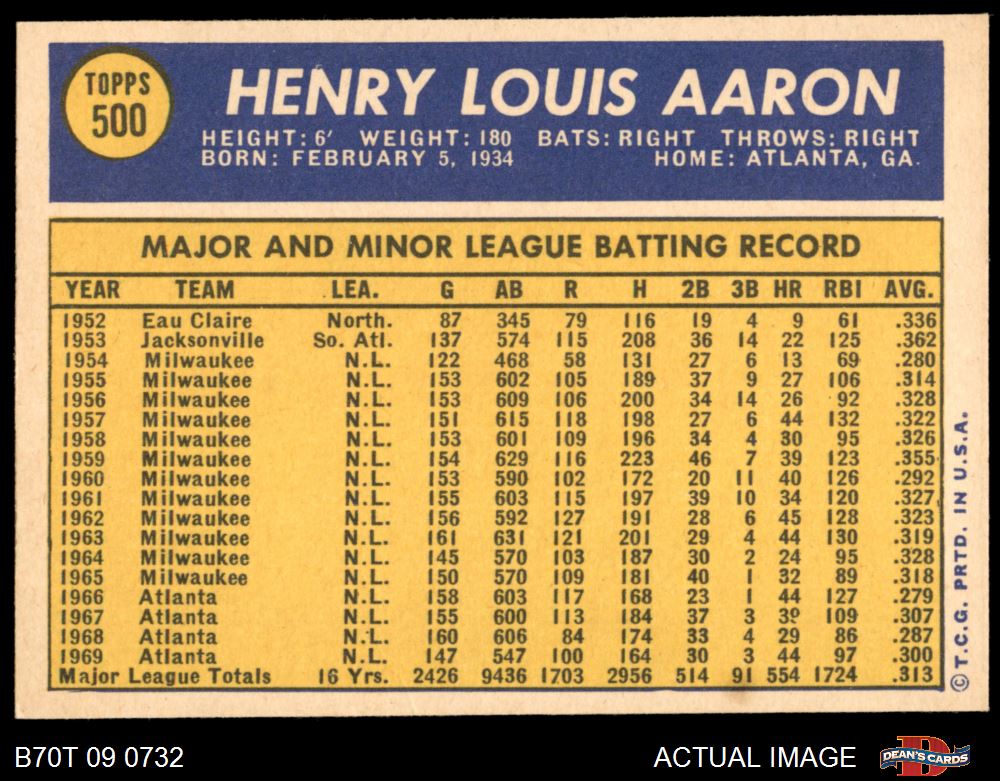 TOPPS
500
HENRY LOUIS AARON
HEIGHT: 6' WEIGHT: 180 BATS: RIGHT THROWS: RIGHT
BORN: FEBRUARY 5, 1934 HOME: ATLANTA, GA.
MAJOR AND MINOR LEAGUE BATTING RECORD
YEAR TEAM LEA. G AB R H 2B 3B HR RBI AVG.
1952 Eau Claire North. 87 345 79 116 19 4 9 61 .336
1953 Jacksonville So. Atl. 137 574 115 208 36 14 22 125 .362
1954 Milwaukee N.L. 122 468 58 131 27 6 13 69 .280
1955 Milwaukee N.L. 153 602 105 189 37 9 27 106 .314
1956 Milwaukee N.L. 153 609 106 200 34 14 26 92 .328
1957 Milwaukee N.L. 151 615 118 198 27 6 44 132 .322
1958 Milwaukee N.L. 153 601 109 196 34 4 30 95 .326
1959 Milwaukee N.L. 154 629 116 223 46 7 39 123 .355
1960 Milwaukee N.L. 153 590 102 172 20 11 40 126 .292
1961 Milwaukee N.L. 155 603 115 197 39 10 34 120 .327
1962 Milwaukee N.L. 156 592 127 191 28 6 45 128 .323
1963 Milwaukee N.L. 161 631 121 201 29 4 44 130 .319
1964 Milwaukee N.L. 145 570 103 187 30 2 24 95 .328
1965 Milwaukee N.L. 150 570 109 181 40 1 32 89 .318
1966 Atlanta N.L. 158 603 117 168 23 1 44 127 .279
1967 Atlanta N.L. 155 600 113 184 37 3 39 109 .307
1968 Atlanta N.L. 160 606 84 174 33 4 29 86 .287
1969 Atlanta N.L. 147 547 100 164 30 3 44 97 .300
Major League Totals 16 Yrs. 2426 9436 1703 2956 514 91 554 1724 .313
©T.C.G. PRTD. IN U.S.A.
B70T 09 0732 ACTUAL IMAGE
DEAN'S CARDS